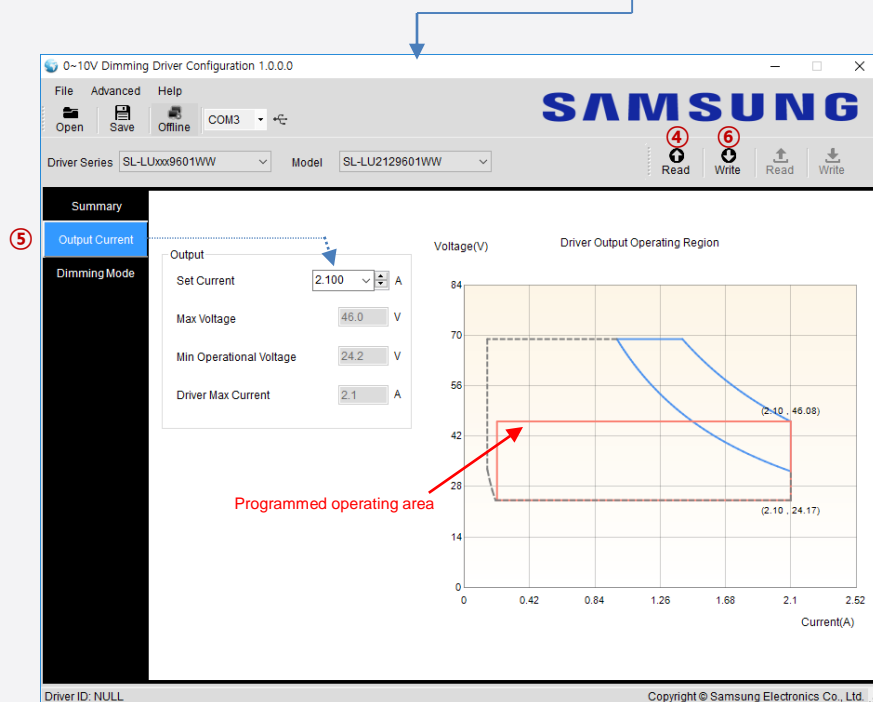 0~10V Dimming Driver Configuration 1.0.0.0
File Advanced Help
Open Save Offline COM3
SAMSUNG
④ ⑥
Driver Series SL-LUxxx9601WW Model SL-LU2129601WW Read Write Read Write
Summary
⑤ Output Current
Dimming Mode
Output
Set Current 2.100 A
Max Voltage 46.0 V
Min Operational Voltage 24.2 V
Driver Max Current 2.1 A
Voltage(V) Driver Output Operating Region
84
70
56
(2.10 , 46.08)
42
28
Programmed operating area
(2.10 , 24.17)
14
0
0 0.42 0.84 1.26 1.68 2.1 2.52
Current(A)
Driver ID: NULL Copyright © Samsung Electronics Co., Ltd.